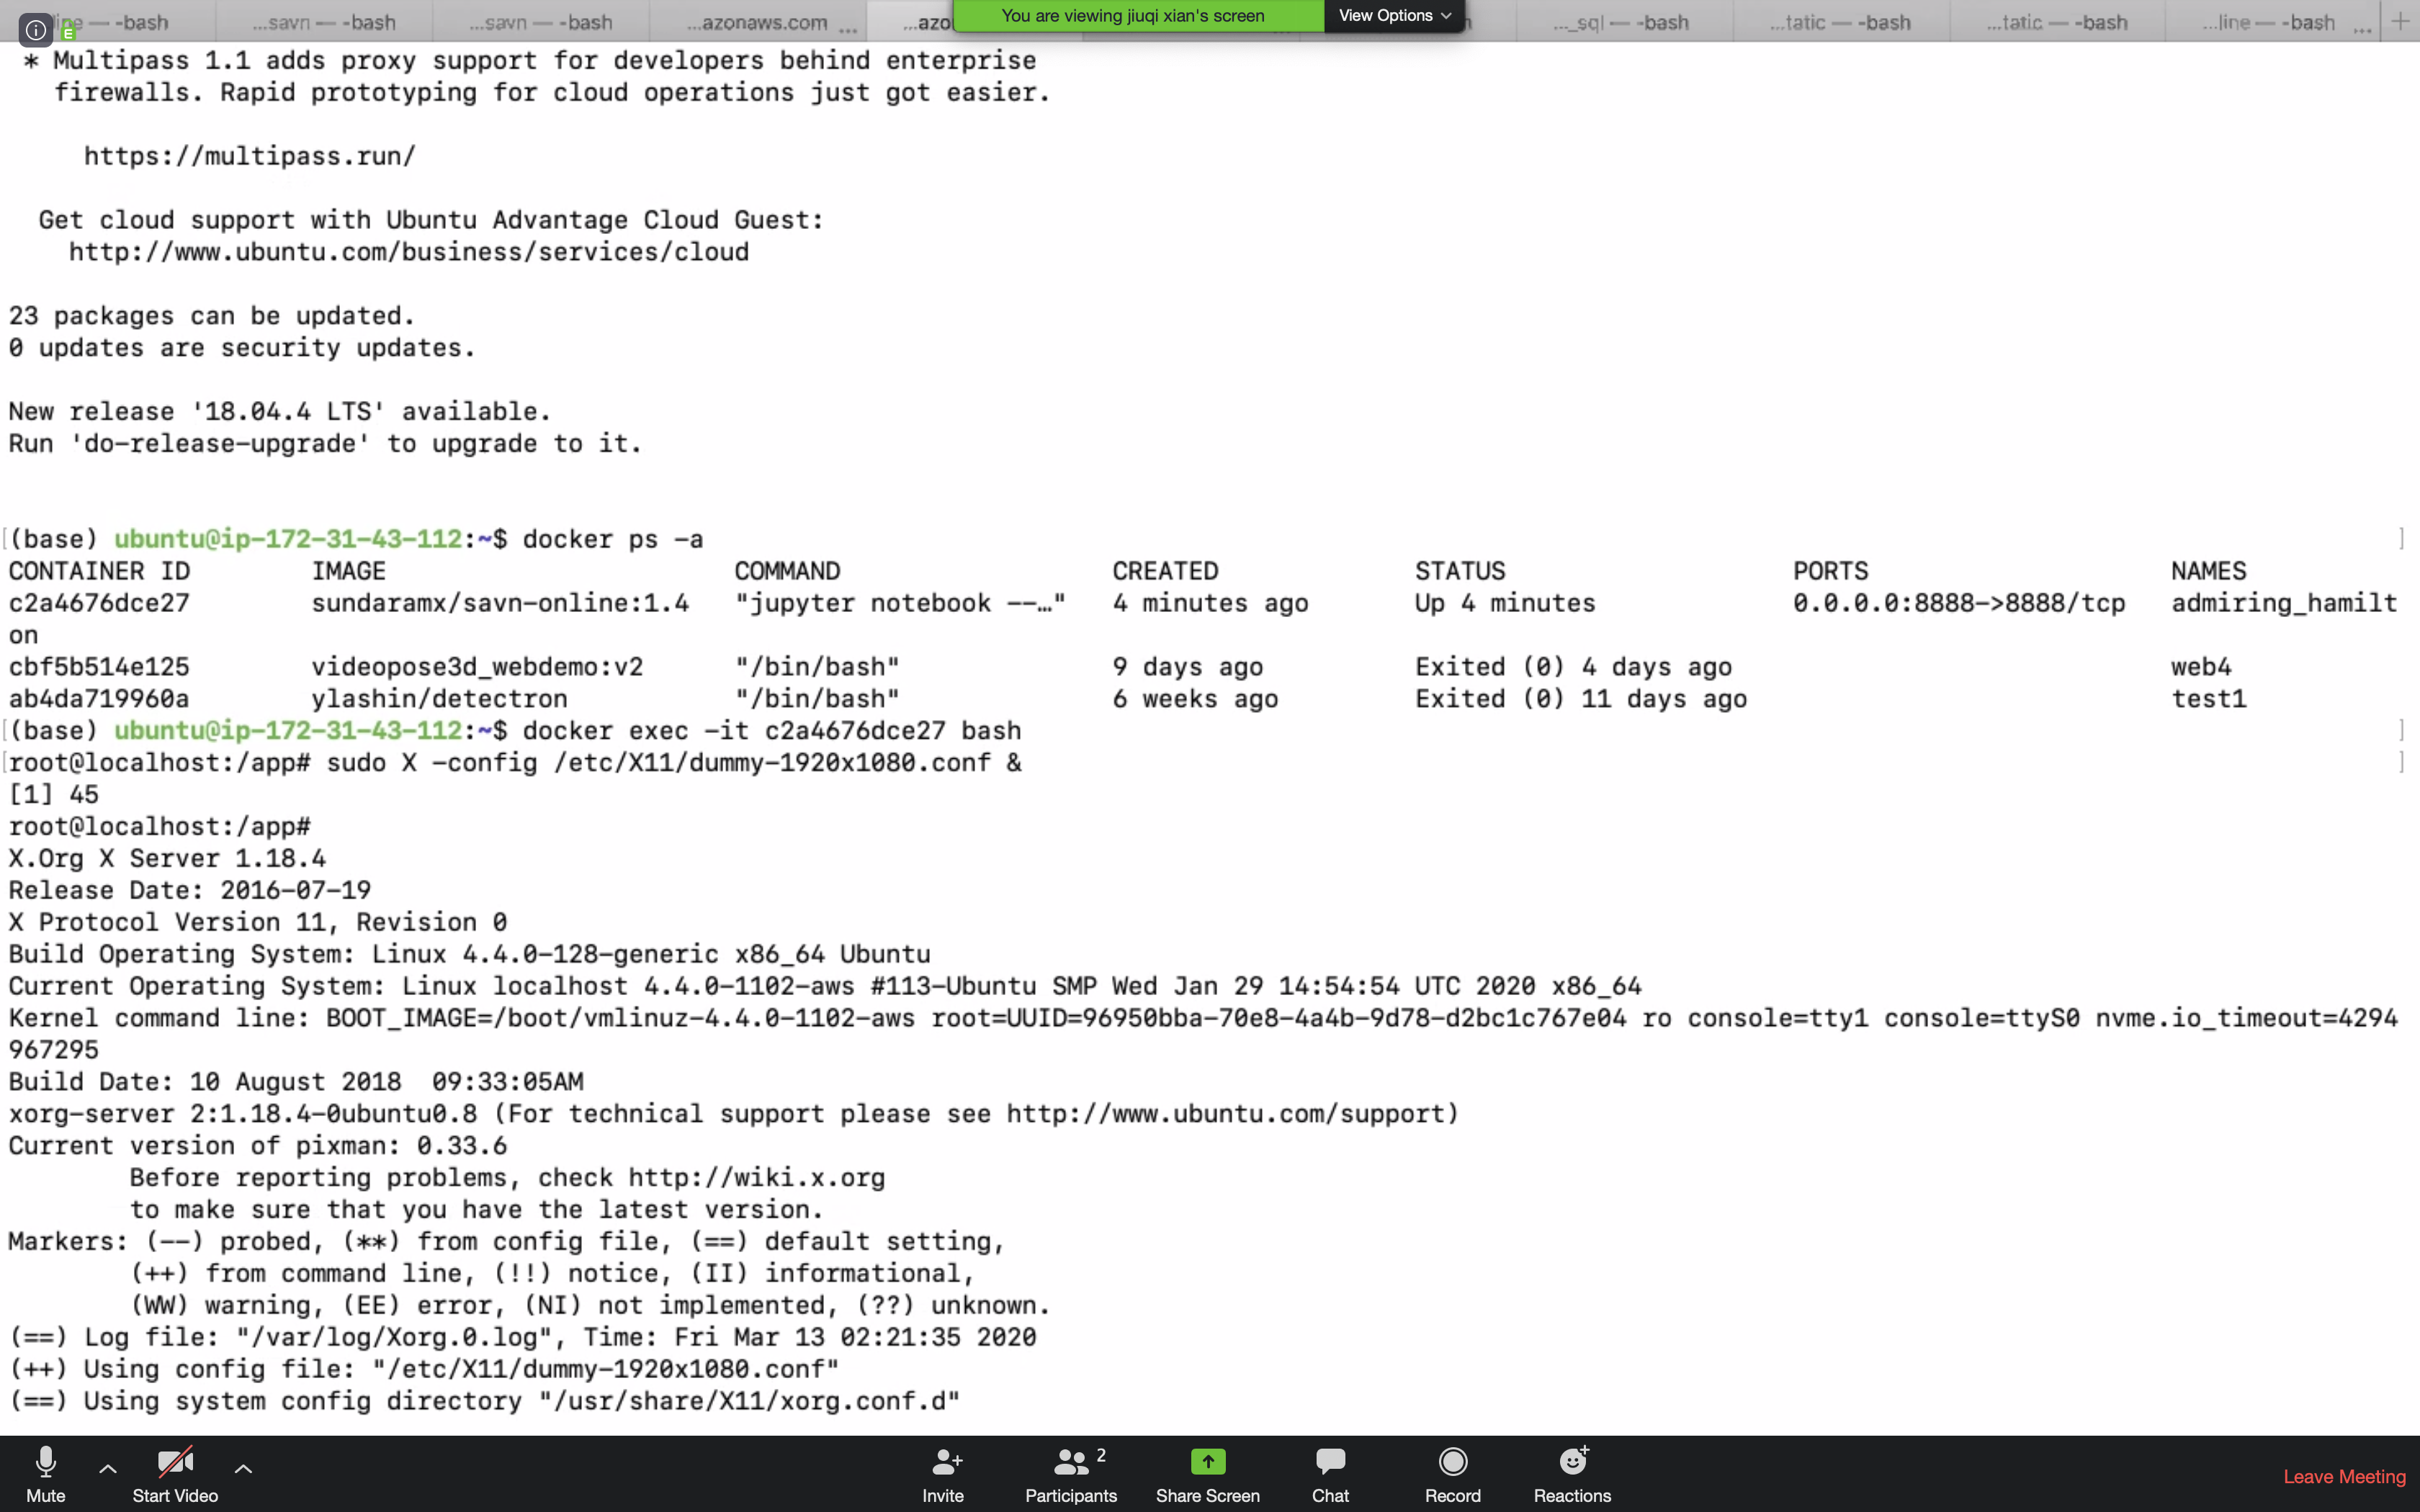 ...line — -bash
...savn — -bash
...savn — -bash
...azonaws.com ...
...azo
You are viewing jiuqi xian's screen
View Options
..._sql — -bash
...tatic — -bash
...tatic — -bash
...line — -bash ...
* Multipass 1.1 adds proxy support for developers behind enterprise
firewalls. Rapid prototyping for cloud operations just got easier.
https://multipass.run/
Get cloud support with Ubuntu Advantage Cloud Guest:
http://www.ubuntu.com/business/services/cloud
23 packages can be updated.
0 updates are security updates.
New release '18.04.4 LTS' available.
Run 'do-release-upgrade' to upgrade to it.
[(base) ubuntu@ip-172-31-43-112:~$ docker ps -a ]
CONTAINER ID IMAGE COMMAND CREATED STATUS PORTS NAMES
c2a4676dce27 sundaramx/savn-online:1.4 "jupyter notebook --…" 4 minutes ago Up 4 minutes 0.0.0.0:8888->8888/tcp admiring_hamilt
on
cbf5b514e125 videopose3d_webdemo:v2 "/bin/bash" 9 days ago Exited (0) 4 days ago web4
ab4da719960a ylashin/detectron "/bin/bash" 6 weeks ago Exited (0) 11 days ago test1
[(base) ubuntu@ip-172-31-43-112:~$ docker exec -it c2a4676dce27 bash ]
[root@localhost:/app# sudo X -config /etc/X11/dummy-1920x1080.conf & ]
[1] 45
root@localhost:/app#
X.Org X Server 1.18.4
Release Date: 2016-07-19
X Protocol Version 11, Revision 0
Build Operating System: Linux 4.4.0-128-generic x86_64 Ubuntu
Current Operating System: Linux localhost 4.4.0-1102-aws #113-Ubuntu SMP Wed Jan 29 14:54:54 UTC 2020 x86_64
Kernel command line: BOOT_IMAGE=/boot/vmlinuz-4.4.0-1102-aws root=UUID=96950bba-70e8-4a4b-9d78-d2bc1c767e04 ro console=tty1 console=ttyS0 nvme.io_timeout=4294
967295
Build Date: 10 August 2018  09:33:05AM
xorg-server 2:1.18.4-0ubuntu0.8 (For technical support please see http://www.ubuntu.com/support)
Current version of pixman: 0.33.6
Before reporting problems, check http://wiki.x.org
to make sure that you have the latest version.
Markers: (--) probed, (**) from config file, (==) default setting,
(++) from command line, (!!) notice, (II) informational,
(WW) warning, (EE) error, (NI) not implemented, (??) unknown.
(==) Log file: "/var/log/Xorg.0.log", Time: Fri Mar 13 02:21:35 2020
(++) Using config file: "/etc/X11/dummy-1920x1080.conf"
(==) Using system config directory "/usr/share/X11/xorg.conf.d"
Mute
Start Video
Invite
Participants 2
Share Screen
Chat
Record
Reactions
Leave Meeting